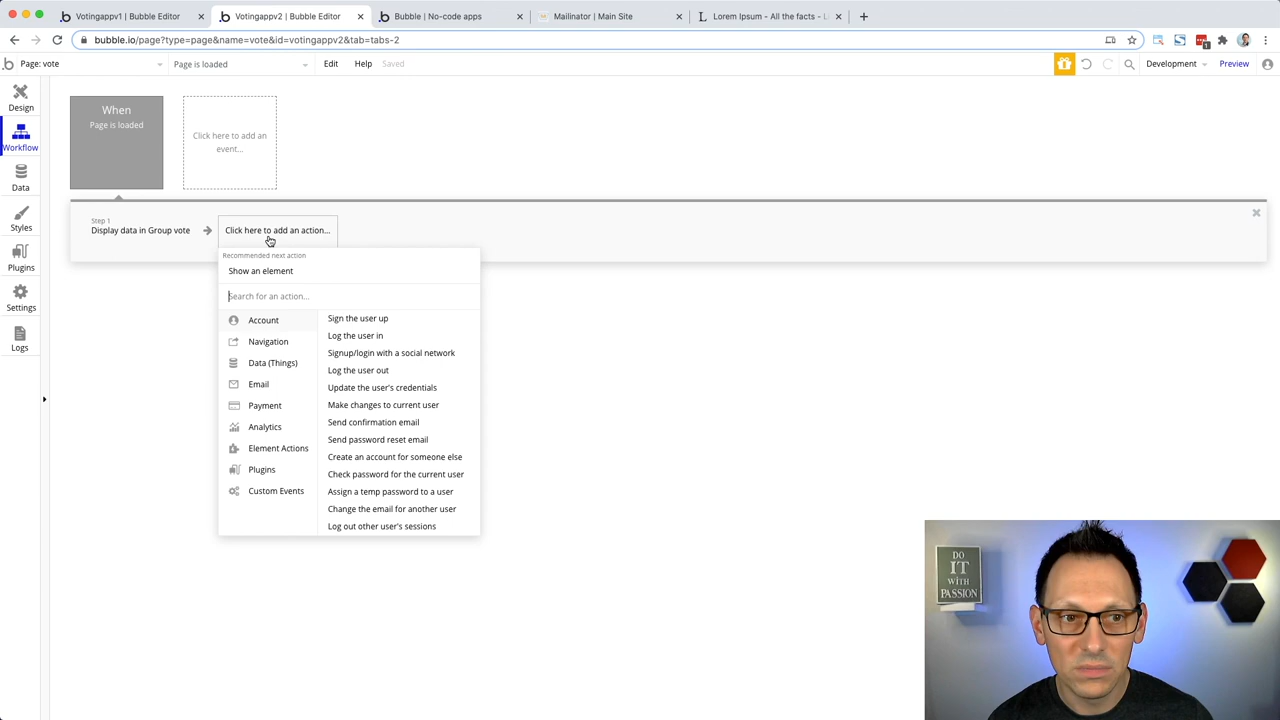 Votingappv1 | Bubble Editor
Votingappv2 | Bubble Editor
Bubble | No-code apps
Mailinator | Main Site
Lorem Ipsum - All the facts - Li
bubble.io/page?type=page&name=vote&id=votingappv2&tab=tabs-2
Page: vote
Page is loaded
Edit
Help
Saved
Development
Preview
Design
Workflow
Data
Styles
Plugins
Settings
Logs
When
Page is loaded
Click here to add an
event...
Step 1
Display data in Group vote
Click here to add an action...
Recommended next action
Show an element
Search for an action...
Account
Navigation
Data (Things)
Email
Payment
Analytics
Element Actions
Plugins
Custom Events
Sign the user up
Log the user in
Signup/login with a social network
Log the user out
Update the user's credentials
Make changes to current user
Send confirmation email
Send password reset email
Create an account for someone else
Check password for the current user
Assign a temp password to a user
Change the email for another user
Log out other user's sessions
DO
IT
WITH
PASSION